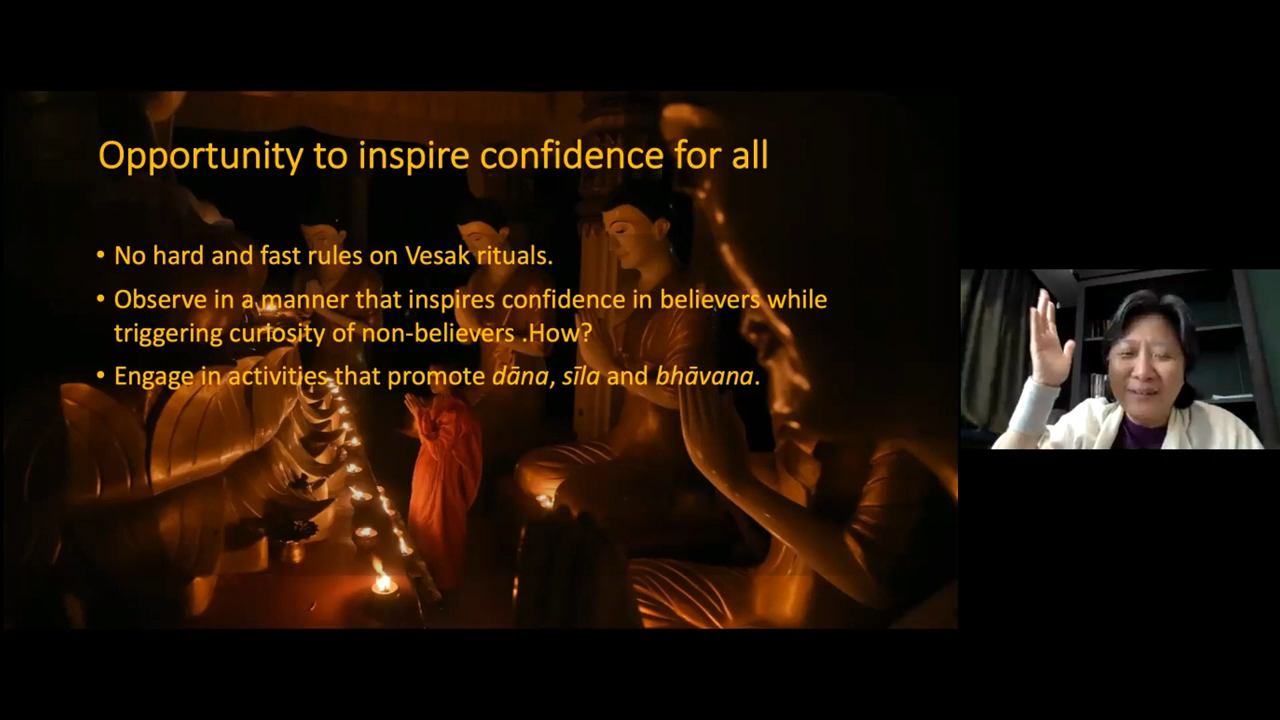 Opportunity to inspire confidence for all
• No hard and fast rules on Vesak rituals.
• Observe in a manner that inspires confidence in believers while
triggering curiosity of non-believers .How?
• Engage in activities that promote dāna, sīla and bhāvana.